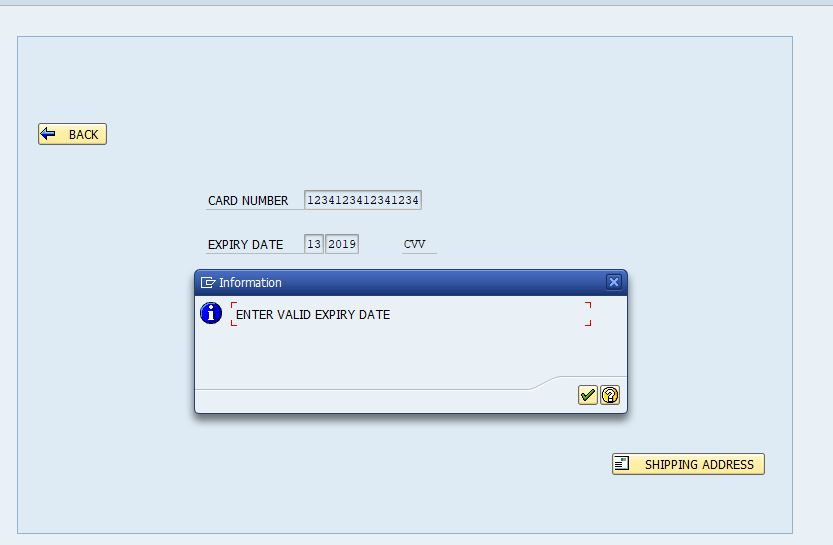 BACK
CARD NUMBER 1234123412341234
EXPIRY DATE 13 2019 CVV
Information
ENTER VALID EXPIRY DATE
SHIPPING ADDRESS